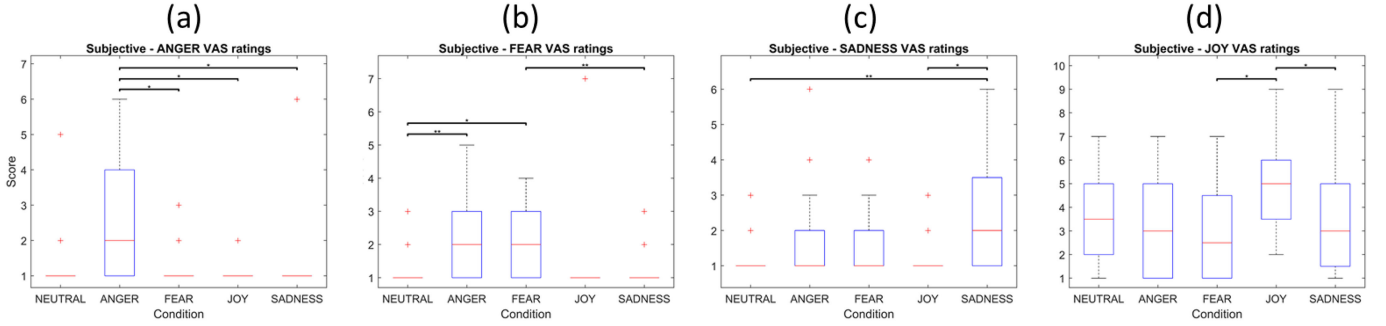 (a) (b) (c) (d)
Subjective - ANGER VAS ratings
7
6
5
4
3
2
1
Score
* * *
NEUTRAL ANGER FEAR JOY SADNESS
Condition
Subjective - FEAR VAS ratings
7
6
5
4
3
2
1
** * **
NEUTRAL ANGER FEAR JOY SADNESS
Condition
Subjective - SADNESS VAS ratings
6
5
4
3
2
1
* **
NEUTRAL ANGER FEAR JOY SADNESS
Condition
Subjective - JOY VAS ratings
10
9
8
7
6
5
4
3
2
1
* *
NEUTRAL ANGER FEAR JOY SADNESS
Condition